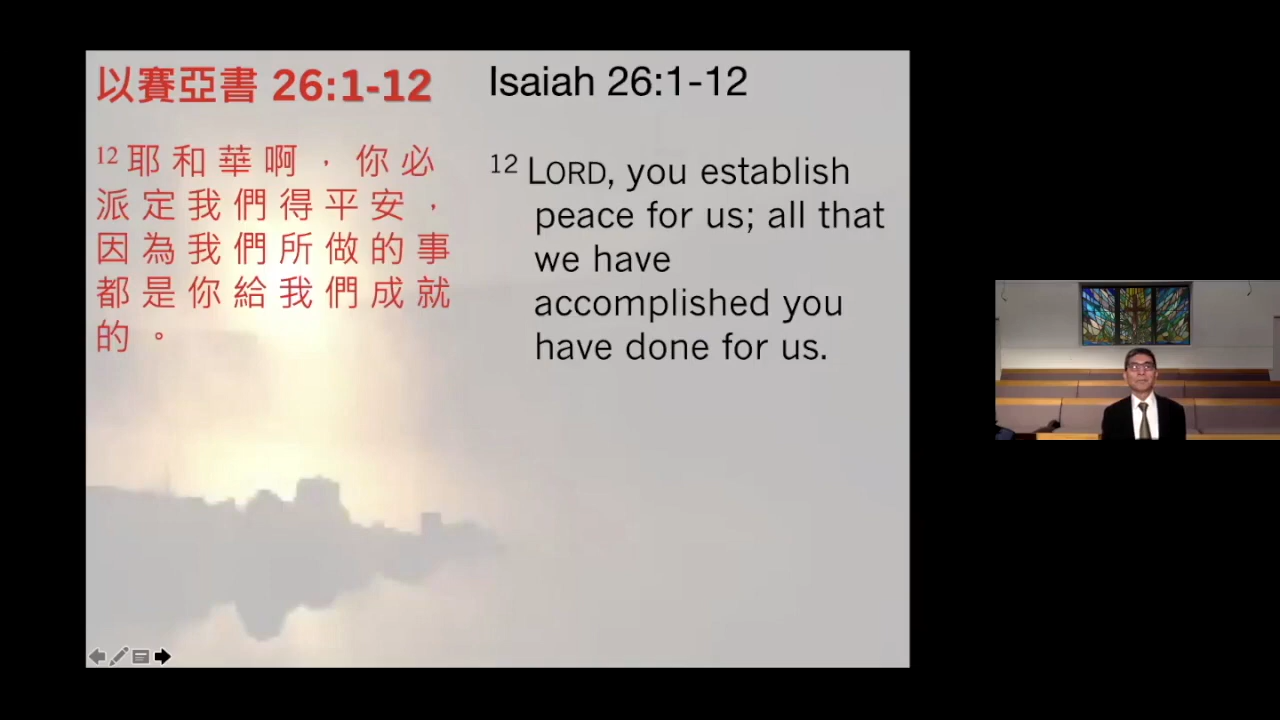 以賽亞書 26:1-12
12 耶和華啊，你必
派定我們得平安，
因為我們所做的事
都是你給我們成就
的。
Isaiah 26:1-12
12 LORD, you establish
peace for us; all that
we have
accomplished you
have done for us.